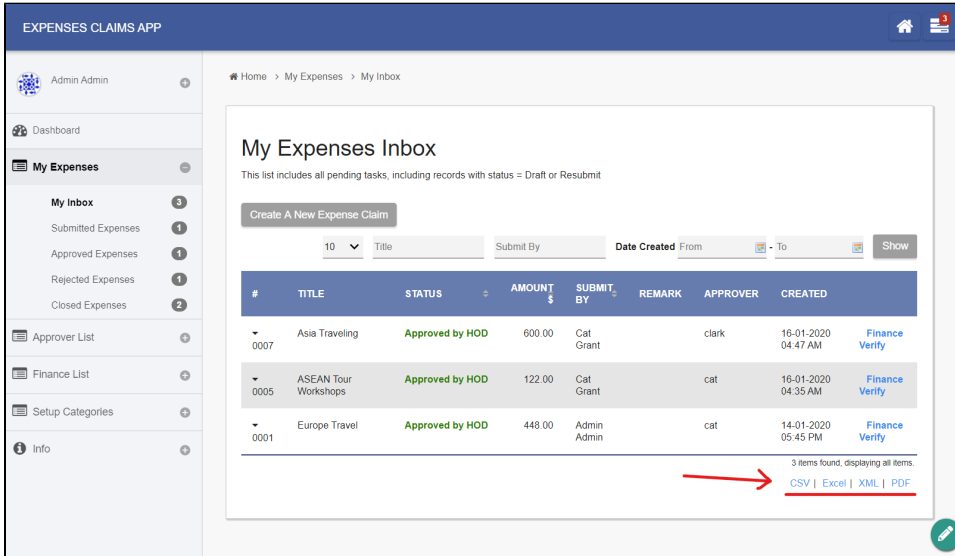 EXPENSES CLAIMS APP
3
Admin Admin
Home > My Expenses > My Inbox
Dashboard
My Expenses
My Inbox 3
Submitted Expenses 1
Approved Expenses 1
Rejected Expenses 1
Closed Expenses 2
Approver List
Finance List
Setup Categories
Info
My Expenses Inbox
This list includes all pending tasks, including records with status = Draft or Resubmit
Create A New Expense Claim
10 Title Submit By Date Created From - To Show
# TITLE STATUS AMOUNT $ SUBMIT BY REMARK APPROVER CREATED
0007 Asia Traveling Approved by HOD 600.00 Cat Grant clark 16-01-2020 04:47 AM Finance Verify
0005 ASEAN Tour Workshops Approved by HOD 122.00 Cat Grant cat 16-01-2020 04:35 AM Finance Verify
0001 Europe Travel Approved by HOD 448.00 Admin Admin cat 14-01-2020 05:45 PM Finance Verify
3 items found, displaying all items.
CSV | Excel | XML | PDF